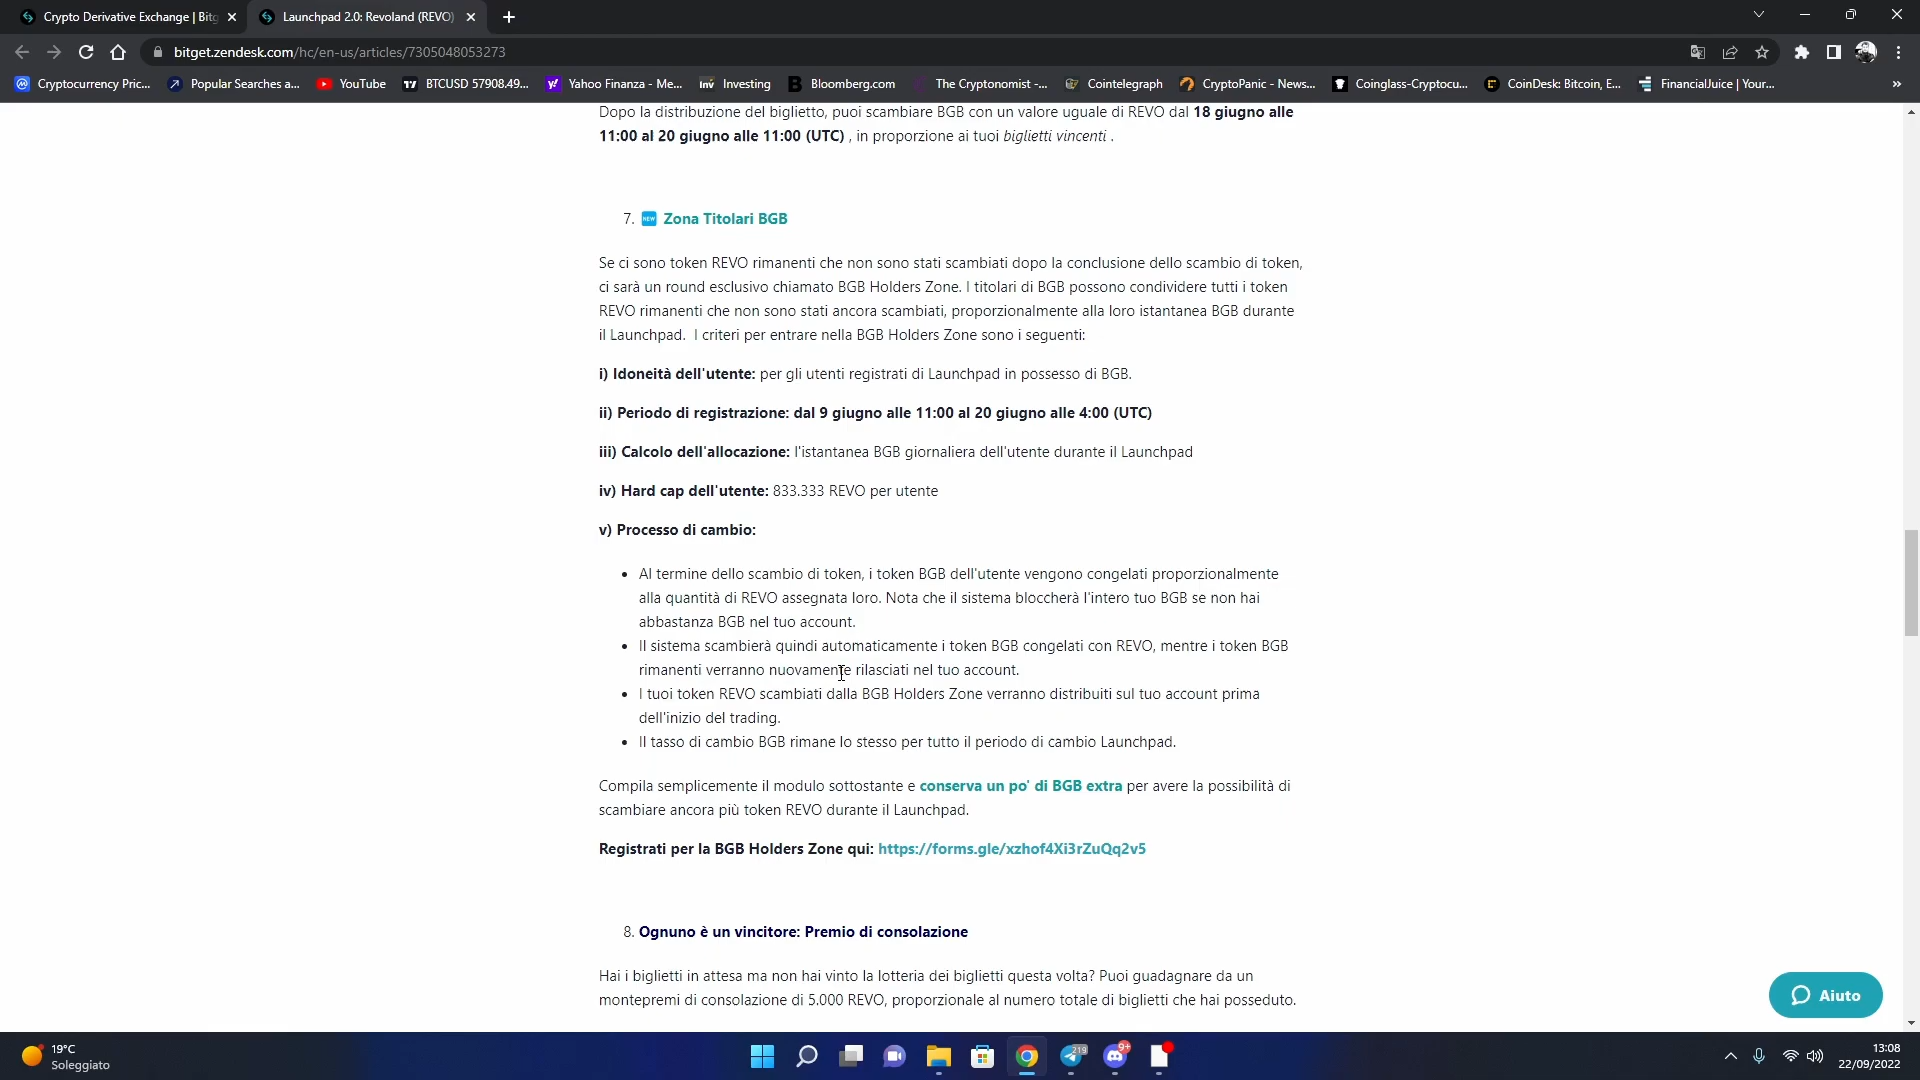 Crypto Derivative Exchange | Bitg
Launchpad 2.0: Revoland (REVO)
bitget.zendesk.com/hc/en-us/articles/7305048053273
Cryptocurrency Pric...
Popular Searches a...
YouTube
BTCUSD 57908.49...
Yahoo Finanza - Me...
Inv Investing
Bloomberg.com
The Cryptonomist -...
Cointelegraph
CryptoPanic - News...
Coinglass-Cryptocu...
CoinDesk: Bitcoin, E...
FinancialJuice | Your...
Dopo la distribuzione del biglietto, puoi scambiare BGB con un valore uguale di REVO dal 18 giugno alle
11:00 al 20 giugno alle 11:00 (UTC) , in proporzione ai tuoi biglietti vincenti .
7. NEW Zona Titolari BGB
Se ci sono token REVO rimanenti che non sono stati scambiati dopo la conclusione dello scambio di token,
ci sarà un round esclusivo chiamato BGB Holders Zone. I titolari di BGB possono condividere tutti i token
REVO rimanenti che non sono stati ancora scambiati, proporzionalmente alla loro istantanea BGB durante
il Launchpad.  I criteri per entrare nella BGB Holders Zone sono i seguenti:
i) Idoneità dell'utente: per gli utenti registrati di Launchpad in possesso di BGB.
ii) Periodo di registrazione: dal 9 giugno alle 11:00 al 20 giugno alle 4:00 (UTC)
iii) Calcolo dell'allocazione: l'istantanea BGB giornaliera dell'utente durante il Launchpad
iv) Hard cap dell'utente: 833.333 REVO per utente
v) Processo di cambio:
• Al termine dello scambio di token, i token BGB dell'utente vengono congelati proporzionalmente
alla quantità di REVO assegnata loro. Nota che il sistema bloccherà l'intero tuo BGB se non hai
abbastanza BGB nel tuo account.
• Il sistema scambierà quindi automaticamente i token BGB congelati con REVO, mentre i token BGB
rimanenti verranno nuovamente rilasciati nel tuo account.
• I tuoi token REVO scambiati dalla BGB Holders Zone verranno distribuiti sul tuo account prima
dell'inizio del trading.
• Il tasso di cambio BGB rimane lo stesso per tutto il periodo di cambio Launchpad.
Compila semplicemente il modulo sottostante e conserva un po' di BGB extra per avere la possibilità di
scambiare ancora più token REVO durante il Launchpad.
Registrati per la BGB Holders Zone qui: https://forms.gle/xzhof4Xi3rZuQq2v5
8. Ognuno è un vincitore: Premio di consolazione
Hai i biglietti in attesa ma non hai vinto la lotteria dei biglietti questa volta? Puoi guadagnare da un
montepremi di consolazione di 5.000 REVO, proporzionale al numero totale di biglietti che hai posseduto.
Aiuto
19°C
Soleggiato
219
9+
13:08
22/09/2022